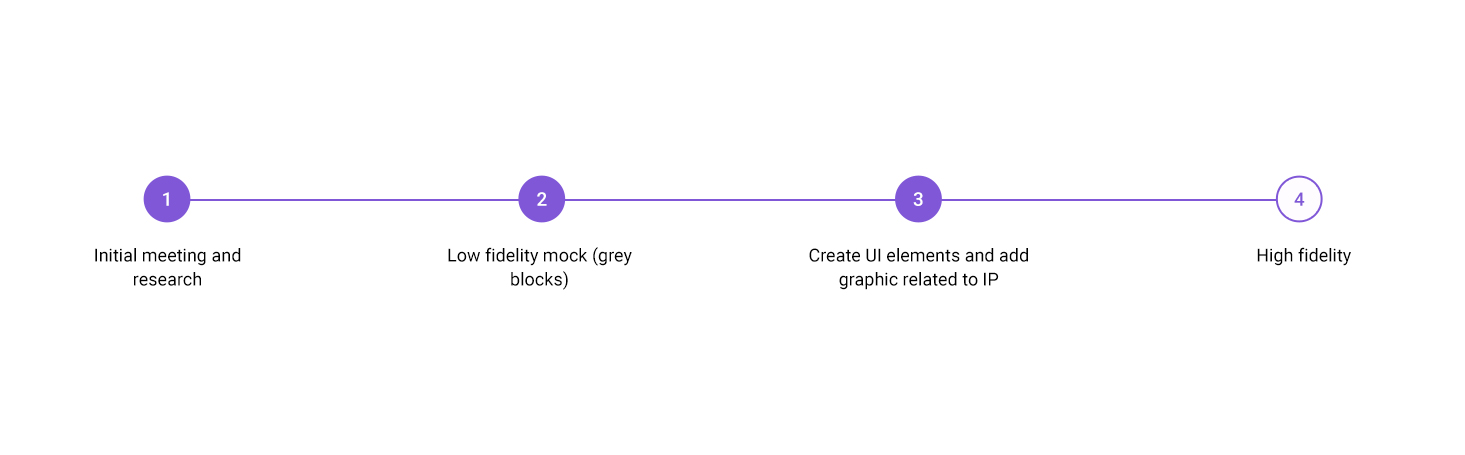 1
2
3
4
Initial meeting and
research
Low fidelity mock (grey
blocks)
Create UI elements and add
graphic related to IP
High fidelity